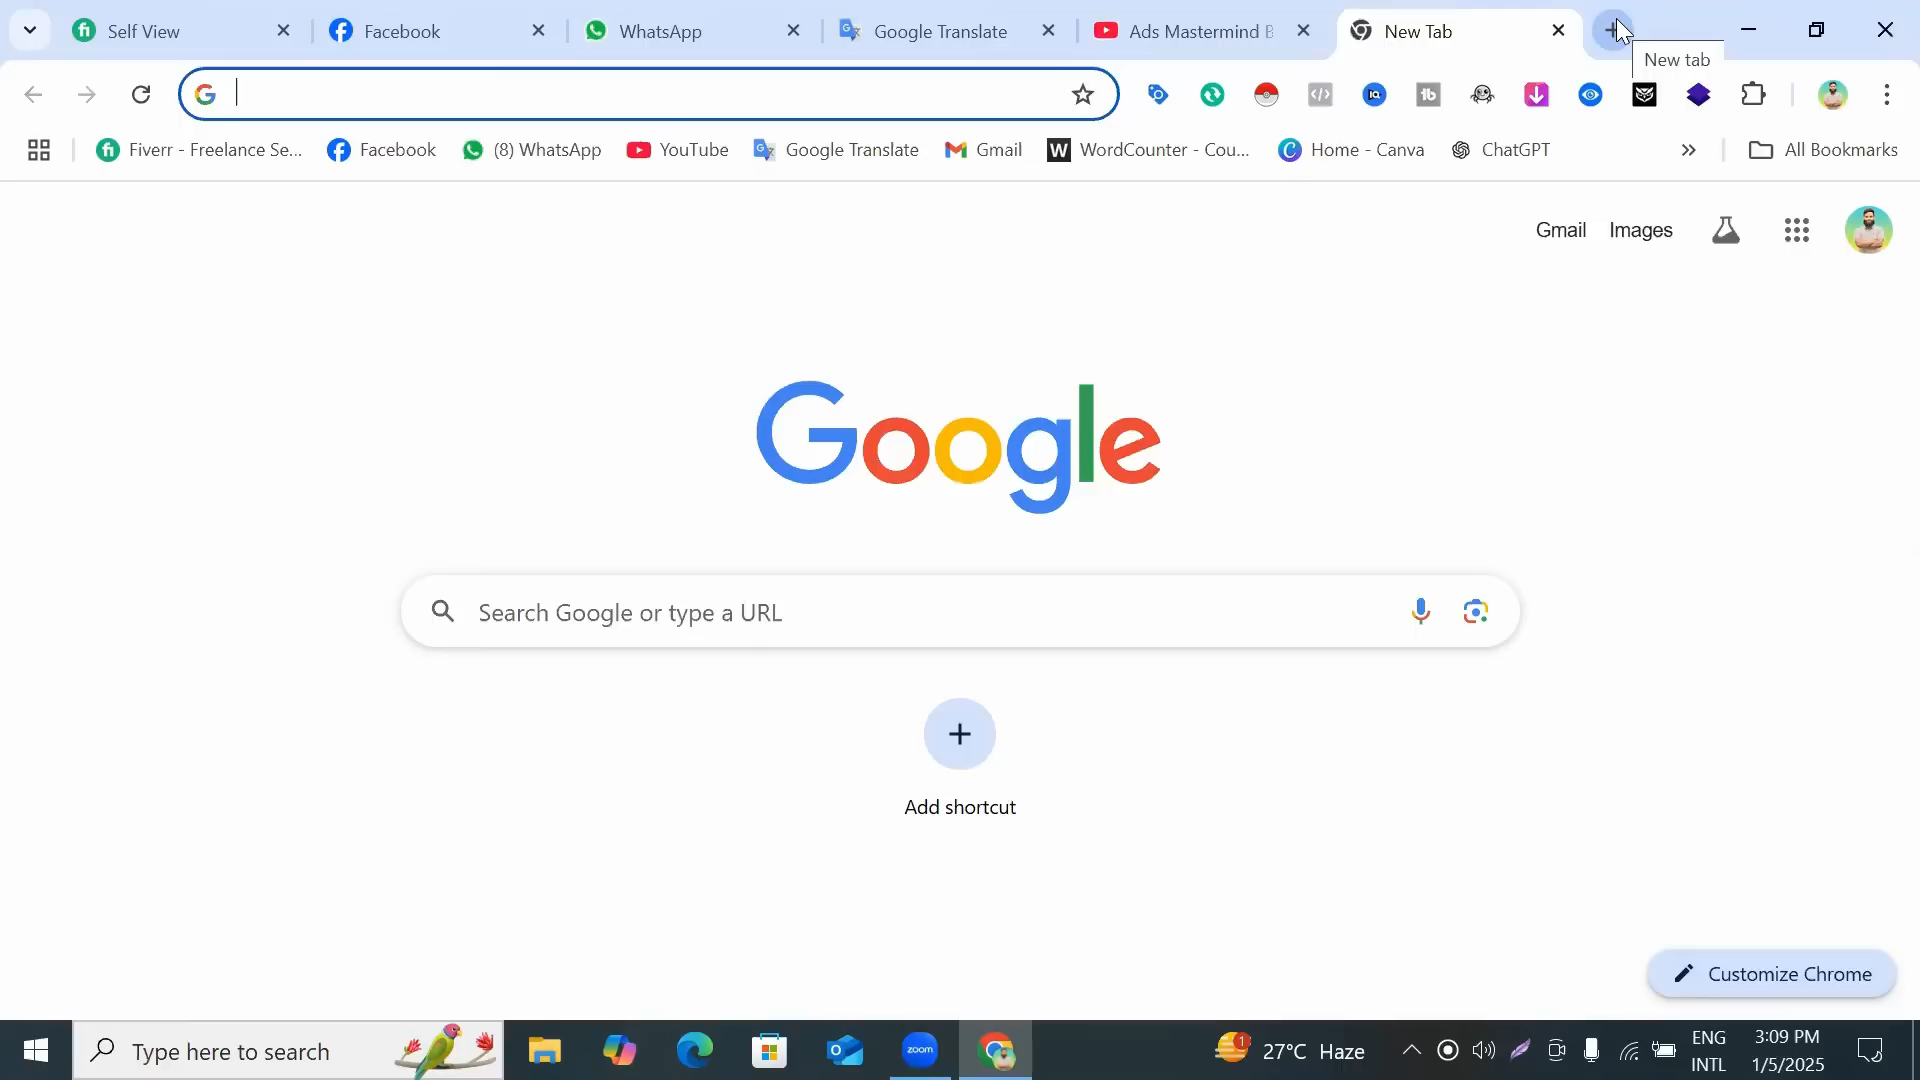 Self View
Facebook
WhatsApp
Google Translate
Ads Mastermind B
New Tab
New tab
Fiverr - Freelance Se...
Facebook
(8) WhatsApp
YouTube
Google Translate
Gmail
WordCounter - Cou...
Home - Canva
ChatGPT
All Bookmarks
Gmail
Images
Google
Search Google or type a URL
Add shortcut
Customize Chrome
Type here to search
zoom
1
27°C Haze
ENG
INTL
3:09 PM
1/5/2025